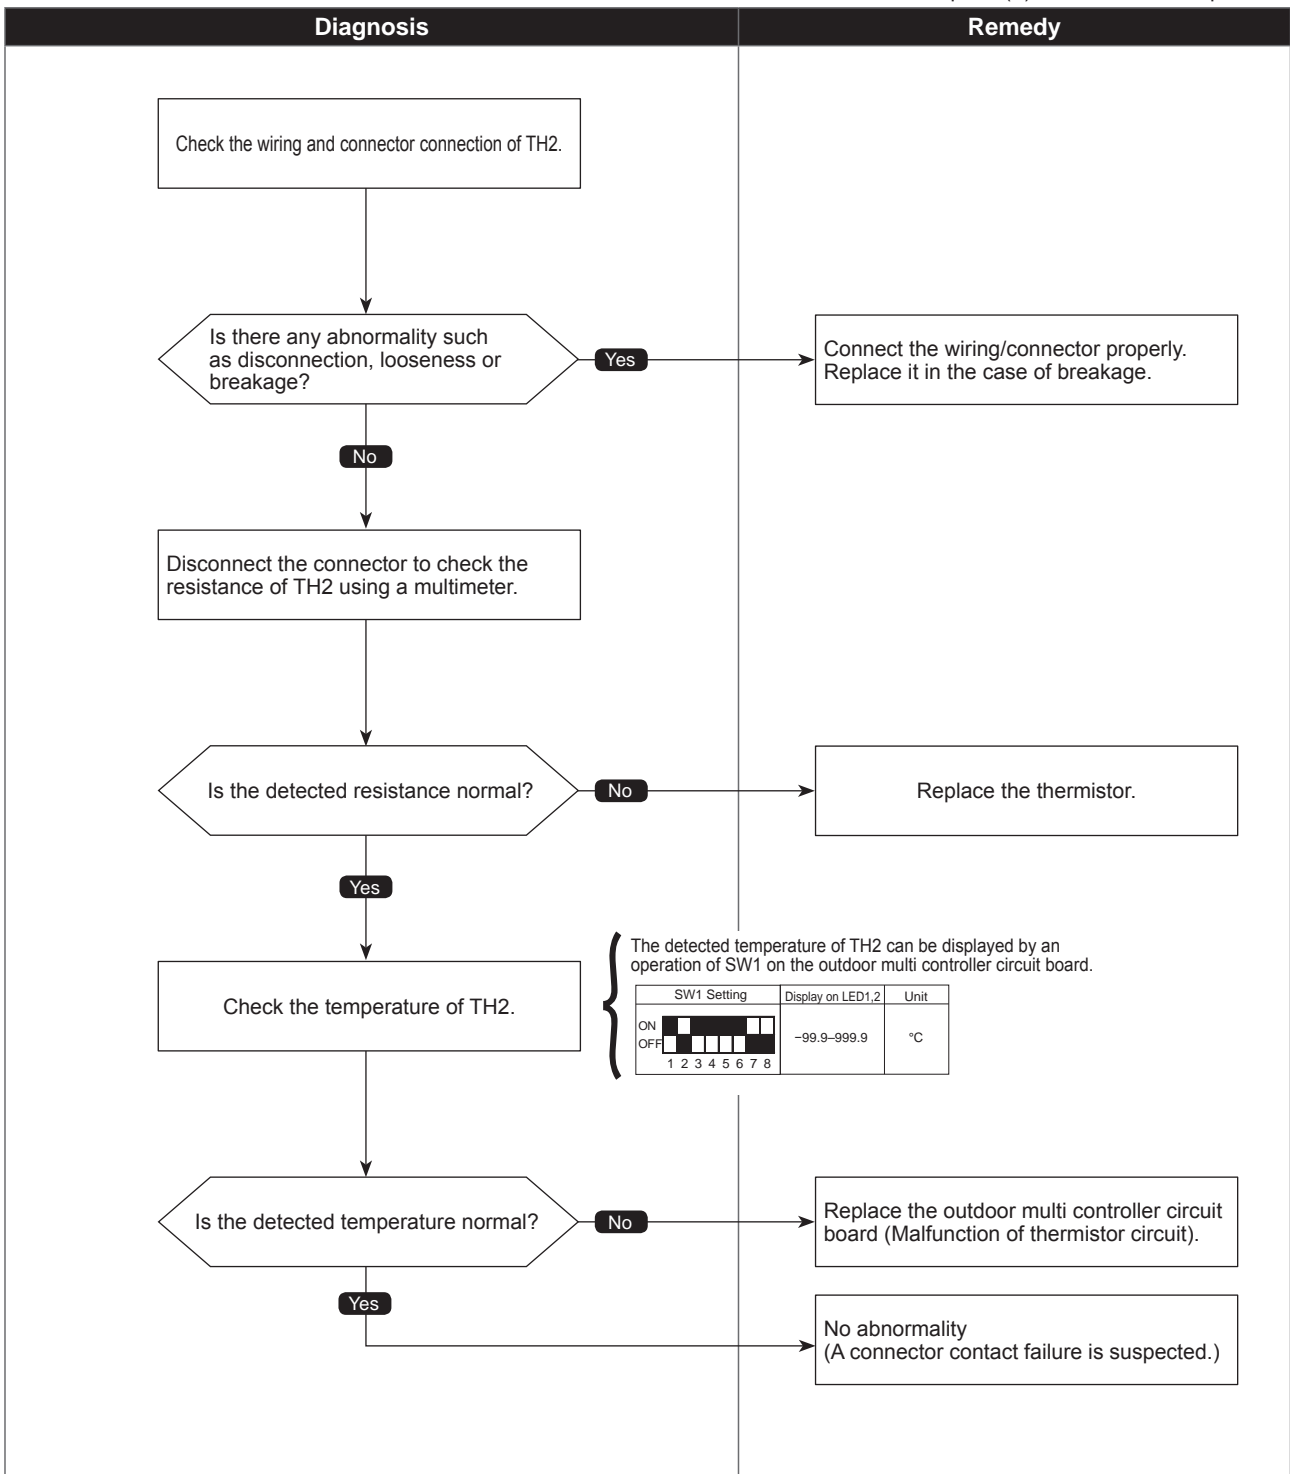 Diagnosis
Remedy
Check the wiring and connector connection of TH2.
Is there any abnormality such
as disconnection, looseness or
breakage?
Yes
Connect the wiring/connector properly.
Replace it in the case of breakage.
No
Disconnect the connector to check the
resistance of TH2 using a multimeter.
Is the detected resistance normal?
No
Replace the thermistor.
Yes
The detected temperature of TH2 can be displayed by an
operation of SW1 on the outdoor multi controller circuit board.
Check the temperature of TH2.
SW1 Setting
Display on LED1,2
Unit
ON
OFF
1 2 3 4 5 6 7 8
−99.9–999.9
°C
Is the detected temperature normal?
No
Replace the outdoor multi controller circuit
board (Malfunction of thermistor circuit).
Yes
No abnormality
(A connector contact failure is suspected.)